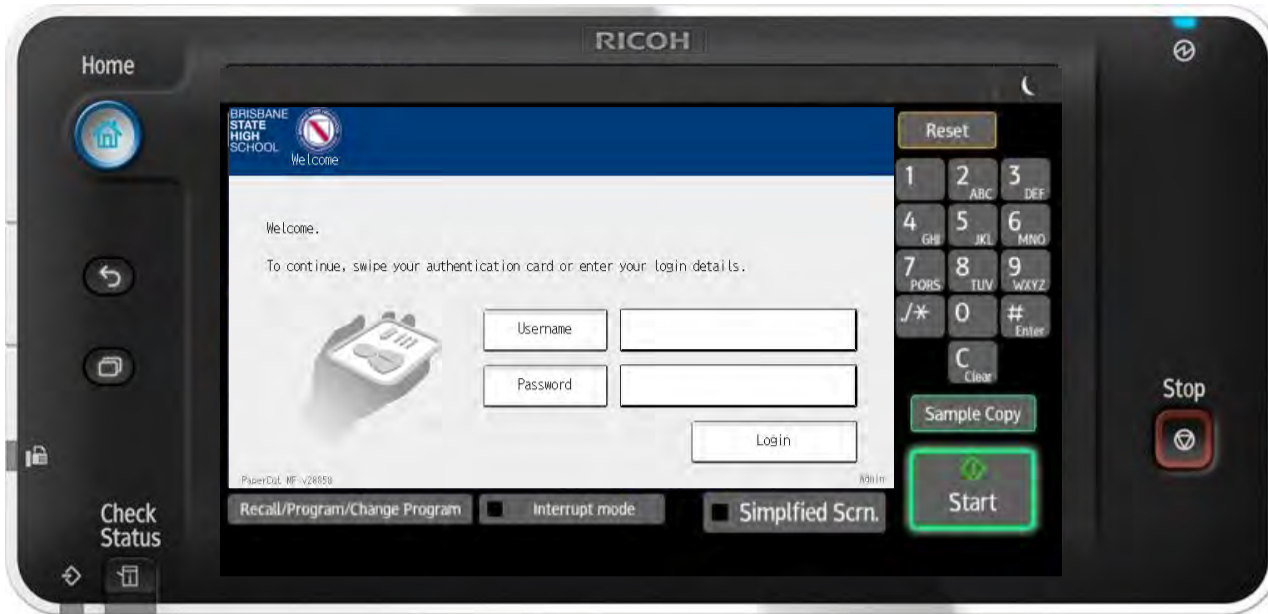 RICOH
Home
BRISBANE
STATE
HIGH
SCHOOL
Welcome
Reset
1
2 ABC
3 DEF
4 GHI
5 JKL
6 MNO
7 PQRS
8 TUV
9 WXYZ
./*
0
# Enter
C Clear
Welcome.
To continue, swipe your authentication card or enter your login details.
Username
Password
Login
PaperCut MF
Admin
Sample Copy
Start
Stop
Recall/Program/Change Program
Interrupt mode
Simplfied Scrn.
Check
Status